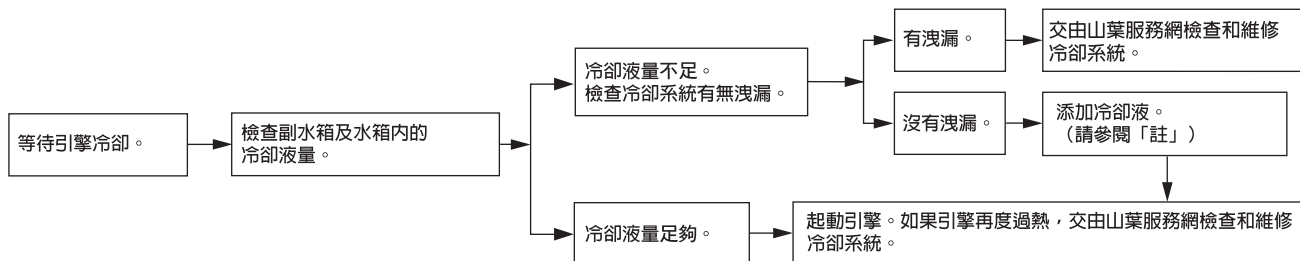 等待引擎冷卻。
檢查副水箱及水箱内的
冷卻液量。
冷卻液量不足。
檢查冷卻系統有無洩漏。
有洩漏。
交由山葉服務網檢查和維修
冷卻系統。
沒有洩漏。
添加冷卻液。
（請參閱「註」）
冷卻液量足夠。
起動引擎。如果引擎再度過熱，交由山葉服務網檢查和維修
冷卻系統。